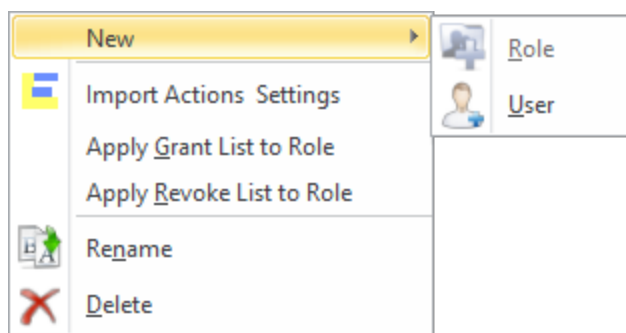 New
Role
User
Import Actions  Settings
Apply Grant List to Role
Apply Revoke List to Role
Rename
Delete